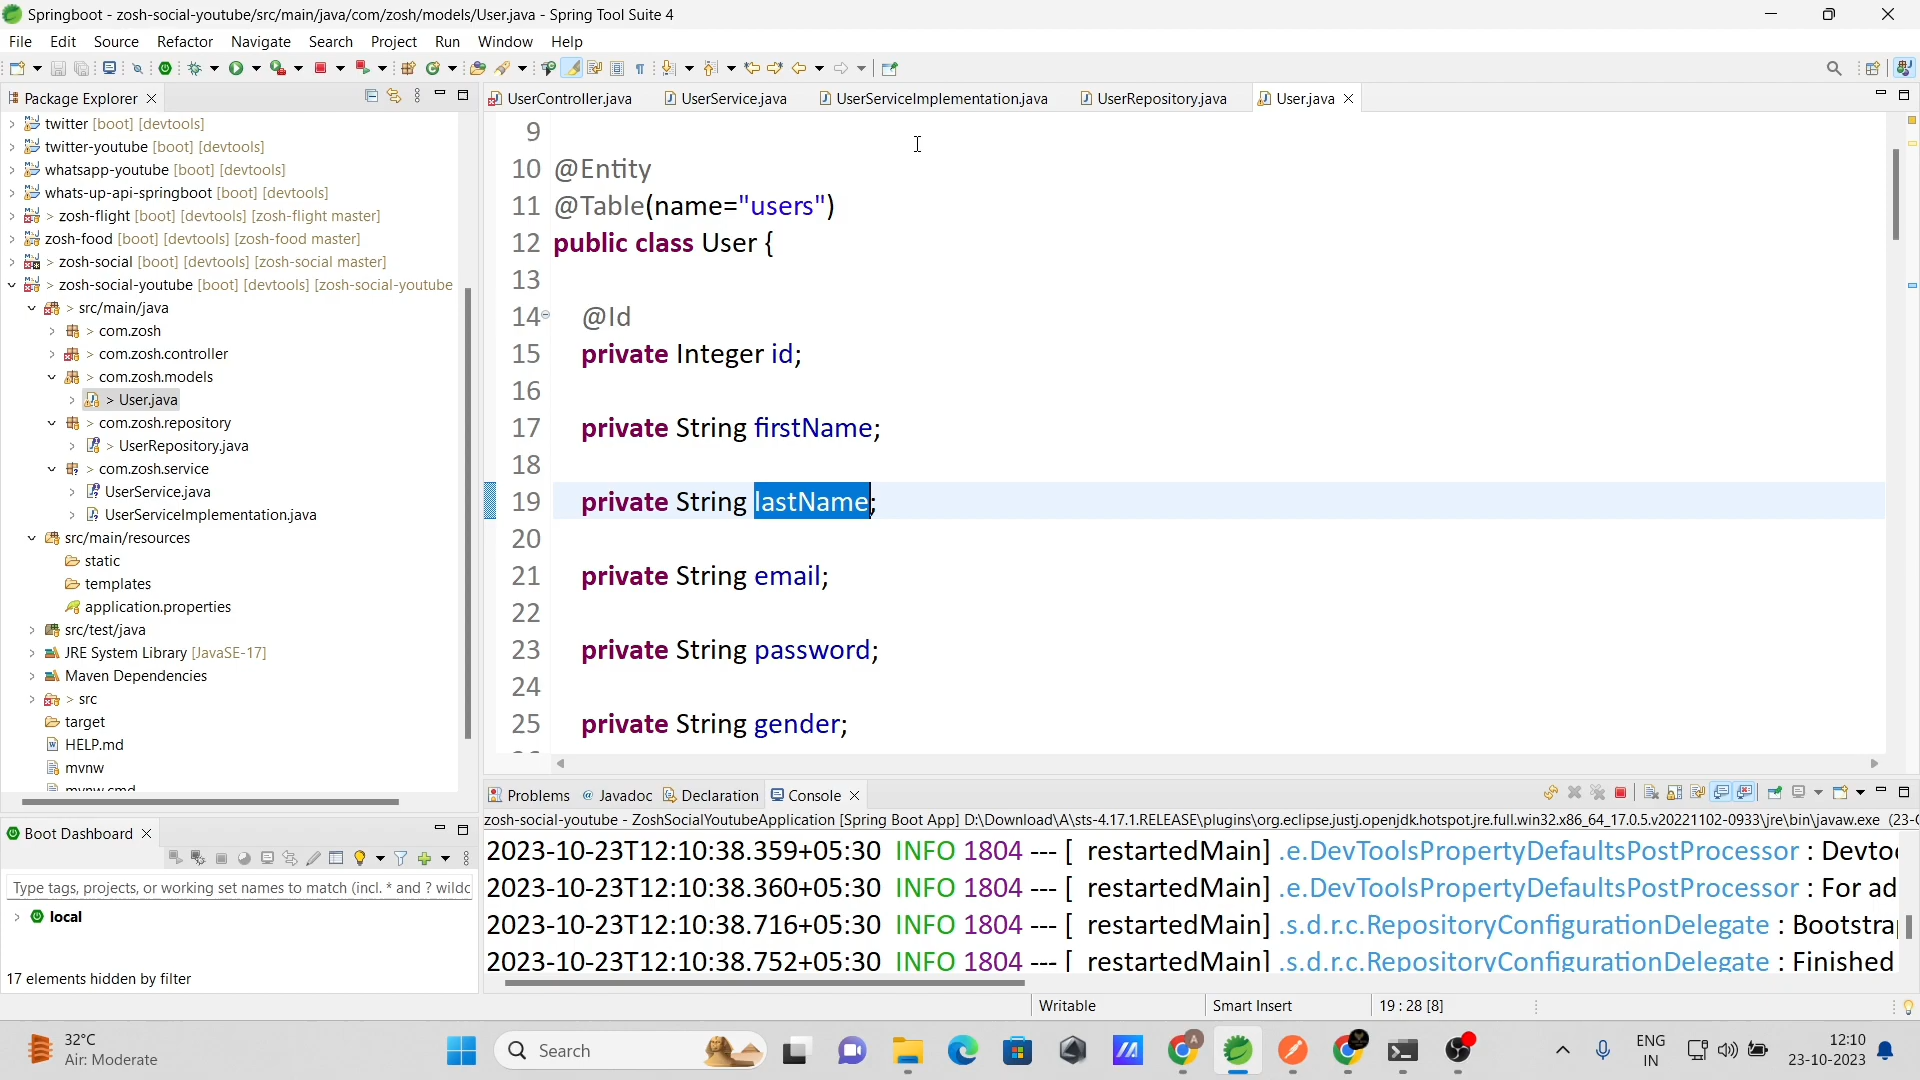 Springboot - zosh-social-youtube/src/main/java/com/zosh/models/User.java - Spring Tool Suite 4
File Edit Source Refactor Navigate Search Project Run Window Help
Package Explorer
twitter [boot] [devtools]
twitter-youtube [boot] [devtools]
whatsapp-youtube [boot] [devtools]
whats-up-api-springboot [boot] [devtools]
> zosh-flight [boot] [devtools] [zosh-flight master]
zosh-food [boot] [devtools] [zosh-food master]
> zosh-social [boot] [devtools] [zosh-social master]
> zosh-social-youtube [boot] [devtools] [zosh-social-youtube
> src/main/java
> com.zosh
> com.zosh.controller
> com.zosh.models
> User.java
> com.zosh.repository
> UserRepository.java
> com.zosh.service
UserService.java
UserServiceImplementation.java
src/main/resources
static
templates
application.properties
src/test/java
JRE System Library [JavaSE-17]
Maven Dependencies
> src
target
HELP.md
mvnw
mvnw.cmd
UserController.java UserService.java UserServiceImplementation.java UserRepository.java User.java
9
10 @Entity
11 @Table(name="users")
12 public class User {
13
14 @Id
15 private Integer id;
16
17 private String firstName;
18
19 private String lastName;
20
21 private String email;
22
23 private String password;
24
25 private String gender;
Boot Dashboard
Type tags, projects, or working set names to match (incl. * and ? wildc
local
17 elements hidden by filter
Problems @ Javadoc Declaration Console
zosh-social-youtube - ZoshSocialYoutubeApplication [Spring Boot App] D:\Download\A\sts-4.17.1.RELEASE\plugins\org.eclipse.justj.openjdk.hotspot.jre.full.win32.x86_64_17.0.5.v20221102-0933\jre\bin\javaw.exe (23-
2023-10-23T12:10:38.359+05:30 INFO 1804 --- [ restartedMain] .e.DevToolsPropertyDefaultsPostProcessor : Devtoo
2023-10-23T12:10:38.360+05:30 INFO 1804 --- [ restartedMain] .e.DevToolsPropertyDefaultsPostProcessor : For ad
2023-10-23T12:10:38.716+05:30 INFO 1804 --- [ restartedMain] .s.d.r.c.RepositoryConfigurationDelegate : Bootstra
2023-10-23T12:10:38.752+05:30 INFO 1804 --- [ restartedMain] .s.d.r.c.RepositoryConfigurationDelegate : Finished
Writable Smart Insert 19 : 28 [8]
32°C
Air: Moderate
Search
ENG
IN
12:10
23-10-2023